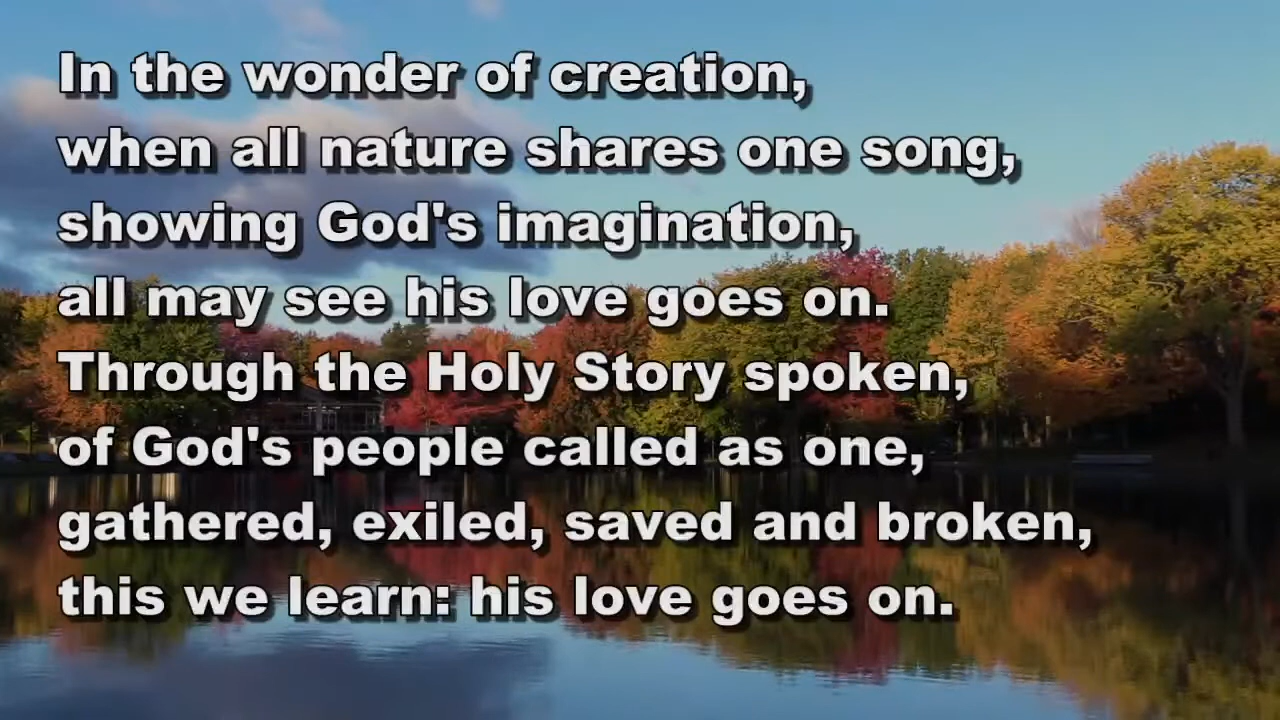 In the wonder of creation,
when all nature shares one song,
showing God's imagination,
all may see his love goes on.
Through the Holy Story spoken,
of God's people called as one,
gathered, exiled, saved and broken,
this we learn: his love goes on.